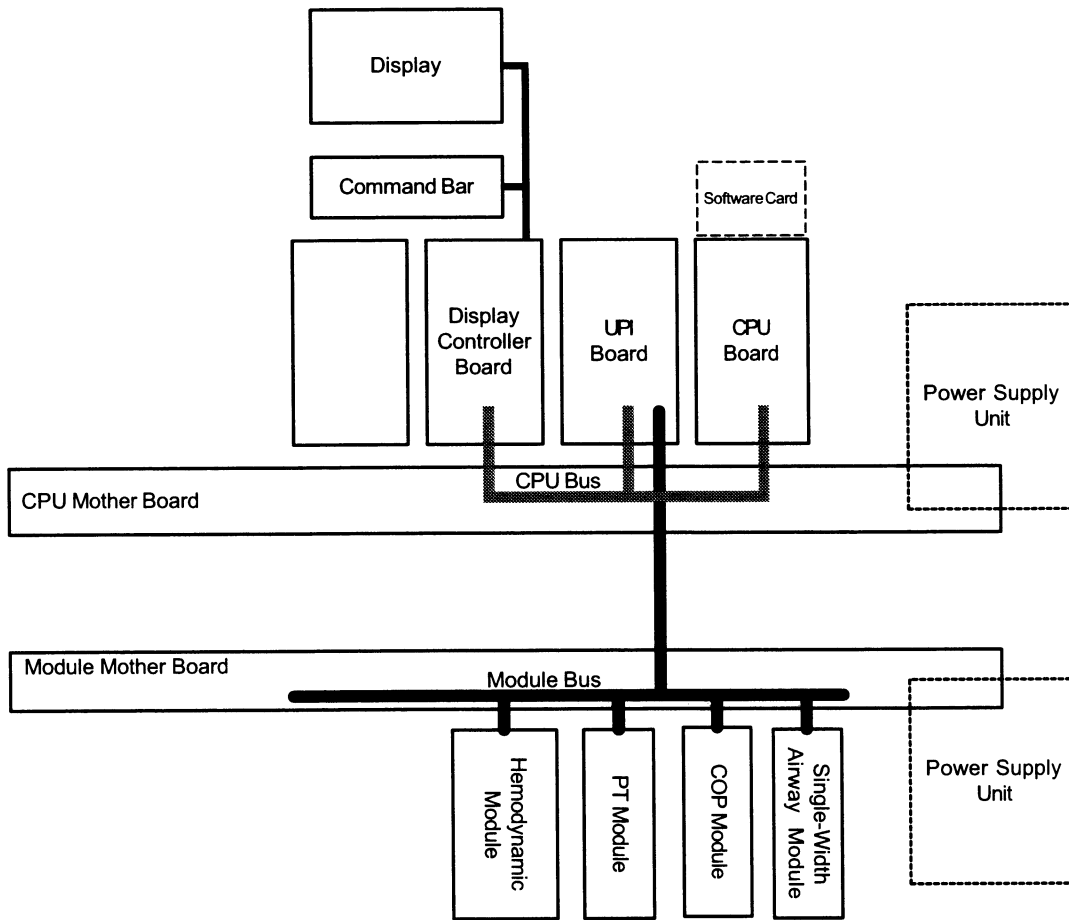 Display
Command Bar
Software Card
Display
Controller
Board
UPI
Board
CPU
Board
Power Supply
Unit
CPU Bus
CPU Mother Board
Module Mother Board
Module Bus
Hemodynamic
Module
PT Module
COP Module
Single-Width
Airway Module
Power Supply
Unit